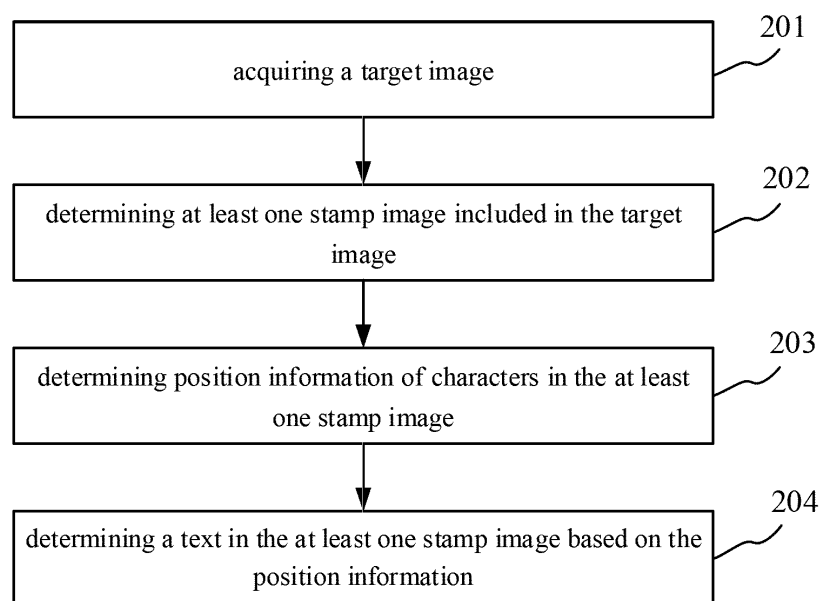 201
acquiring a target image
202
determining at least one stamp image included in the target
image
203
determining position information of characters in the at least
one stamp image
204
determining a text in the at least one stamp image based on the
position information